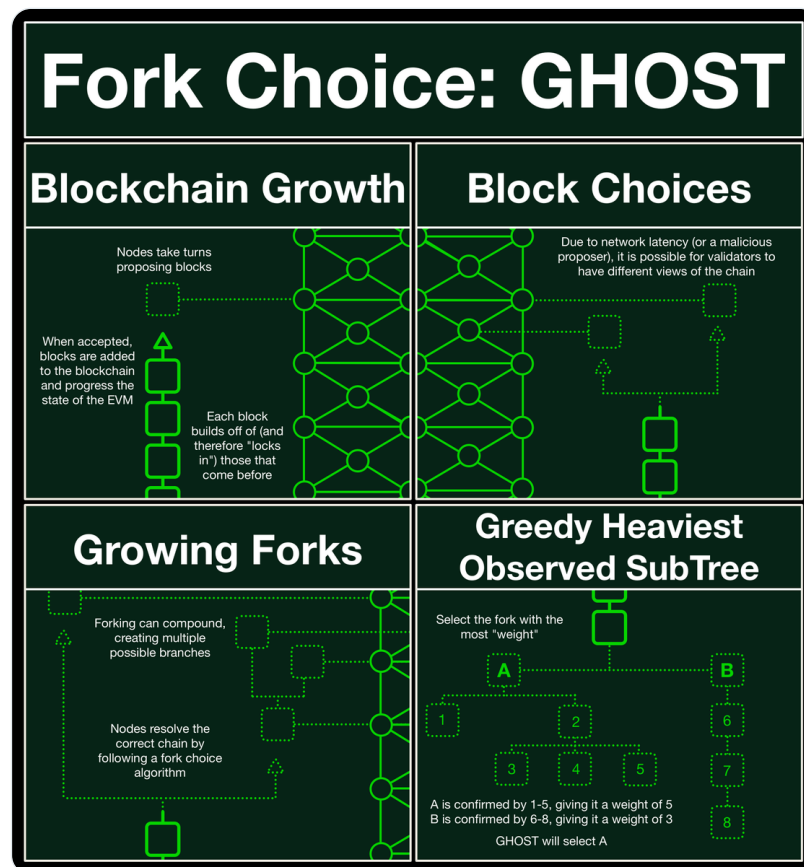 Fork Choice: GHOST
Blockchain Growth
Nodes take turns
proposing blocks
When accepted,
blocks are added
to the blockchain
and progress the
state of the EVM
Each block
builds off of (and
therefore "locks
in") those that
come before
Block Choices
Due to network latency (or a malicious
proposer), it is possible for validators to
have different views of the chain
Growing Forks
Forking can compound,
creating multiple
possible branches
Nodes resolve the
correct chain by
following a fork choice
algorithm
Greedy Heaviest
Observed SubTree
Select the fork with the
most "weight"
A
B
1
2
6
3
4
5
7
8
A is confirmed by 1-5, giving it a weight of 5
B is confirmed by 6-8, giving it a weight of 3
GHOST will select A